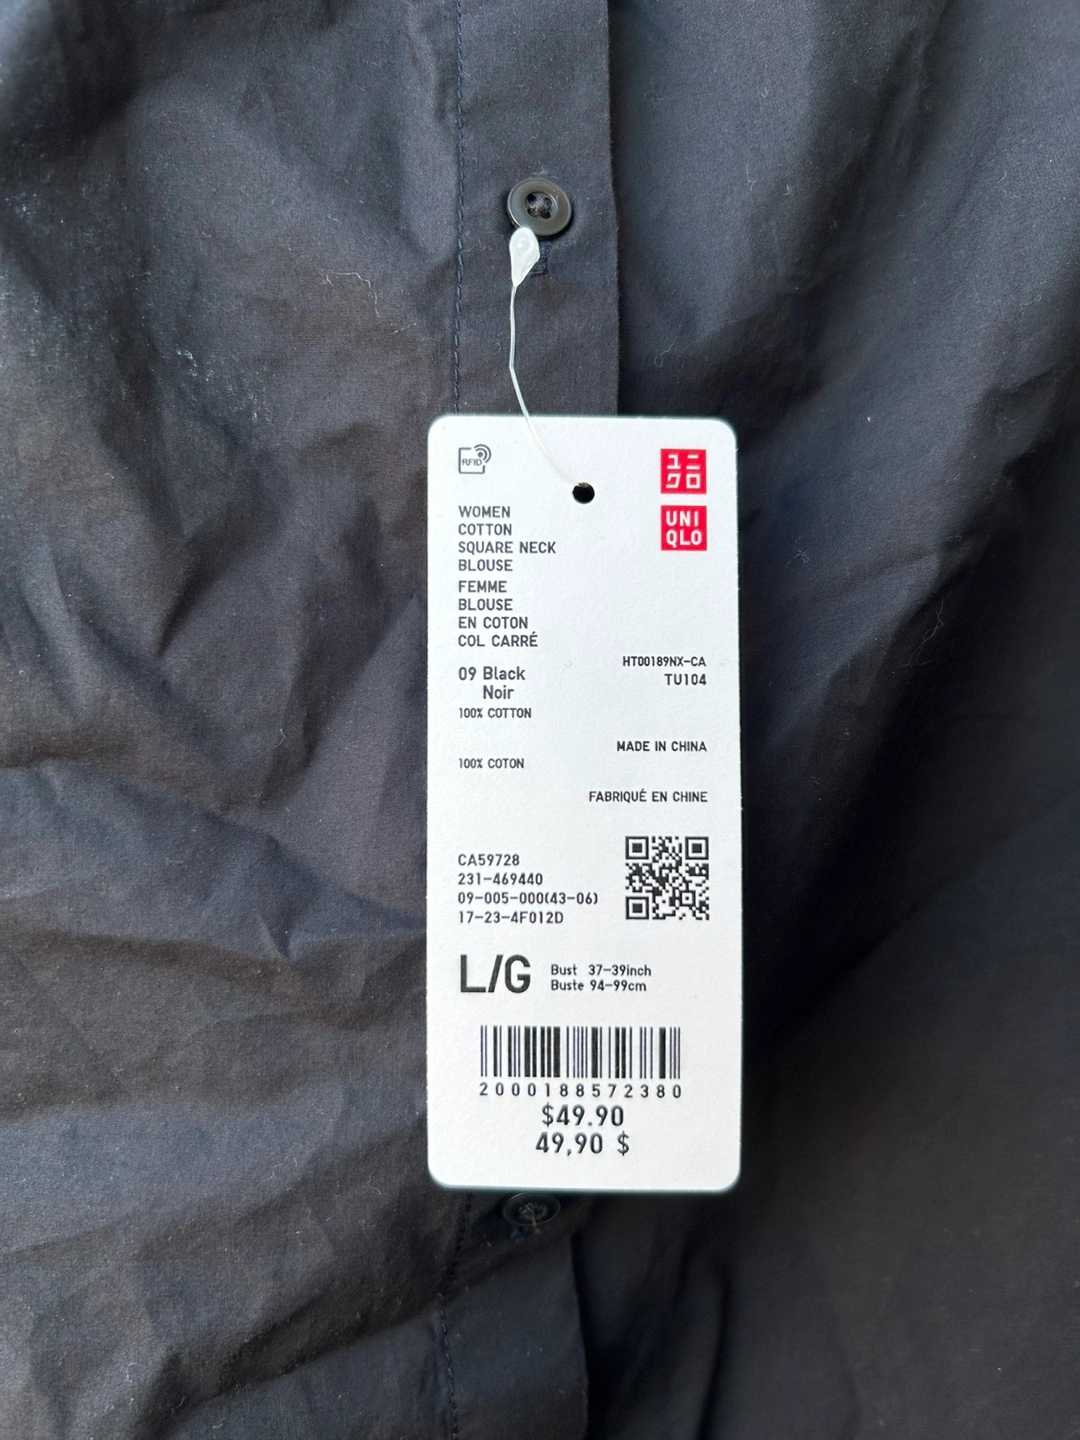 RFID
ユニ
クロ
UNI
QLO
WOMEN
COTTON
SQUARE NECK
BLOUSE
FEMME
BLOUSE
EN COTON
COL CARRÉ
HT00189NX-CA
TU104
09 Black
Noir
100% COTTON
MADE IN CHINA
100% COTON
FABRIQUÉ EN CHINE
CA59728
231-469440
09-005-000(43-06)
17-23-4F012D
L/G
Bust 37-39inch
Buste 94-99cm
2000188572380
$49.90
49,90 $